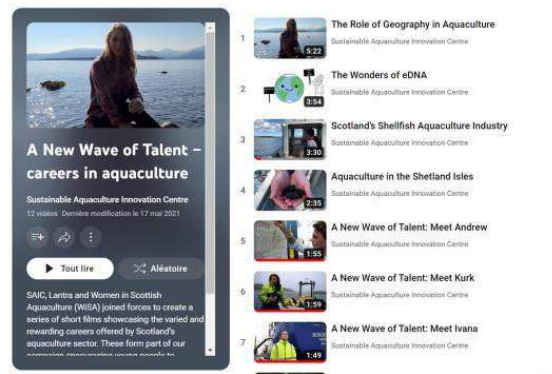 A New Wave of Talent –
careers in aquaculture
Sustainable Aquaculture Innovation Centre
12 vidéos Dernière modification le 17 mai 2021
Tout lire
Aléatoire
SAIC, Lantra and Women in Scottish
Aquaculture (WiSA) joined forces to create a
series of short films showcasing the varied and
rewarding careers offered by Scotland's
aquaculture sector. These form part of our
campaign encouraging young people to
1
5:22
The Role of Geography in Aquaculture
Sustainable Aquaculture Innovation Centre
2
3:54
The Wonders of eDNA
Sustainable Aquaculture Innovation Centre
3
3:30
Scotland's Shellfish Aquaculture Industry
Sustainable Aquaculture Innovation Centre
4
2:35
Aquaculture in the Shetland Isles
Sustainable Aquaculture Innovation Centre
5
1:55
A New Wave of Talent: Meet Andrew
Sustainable Aquaculture Innovation Centre
6
1:59
A New Wave of Talent: Meet Kurk
Sustainable Aquaculture Innovation Centre
7
1:49
A New Wave of Talent: Meet Ivana
Sustainable Aquaculture Innovation Centre